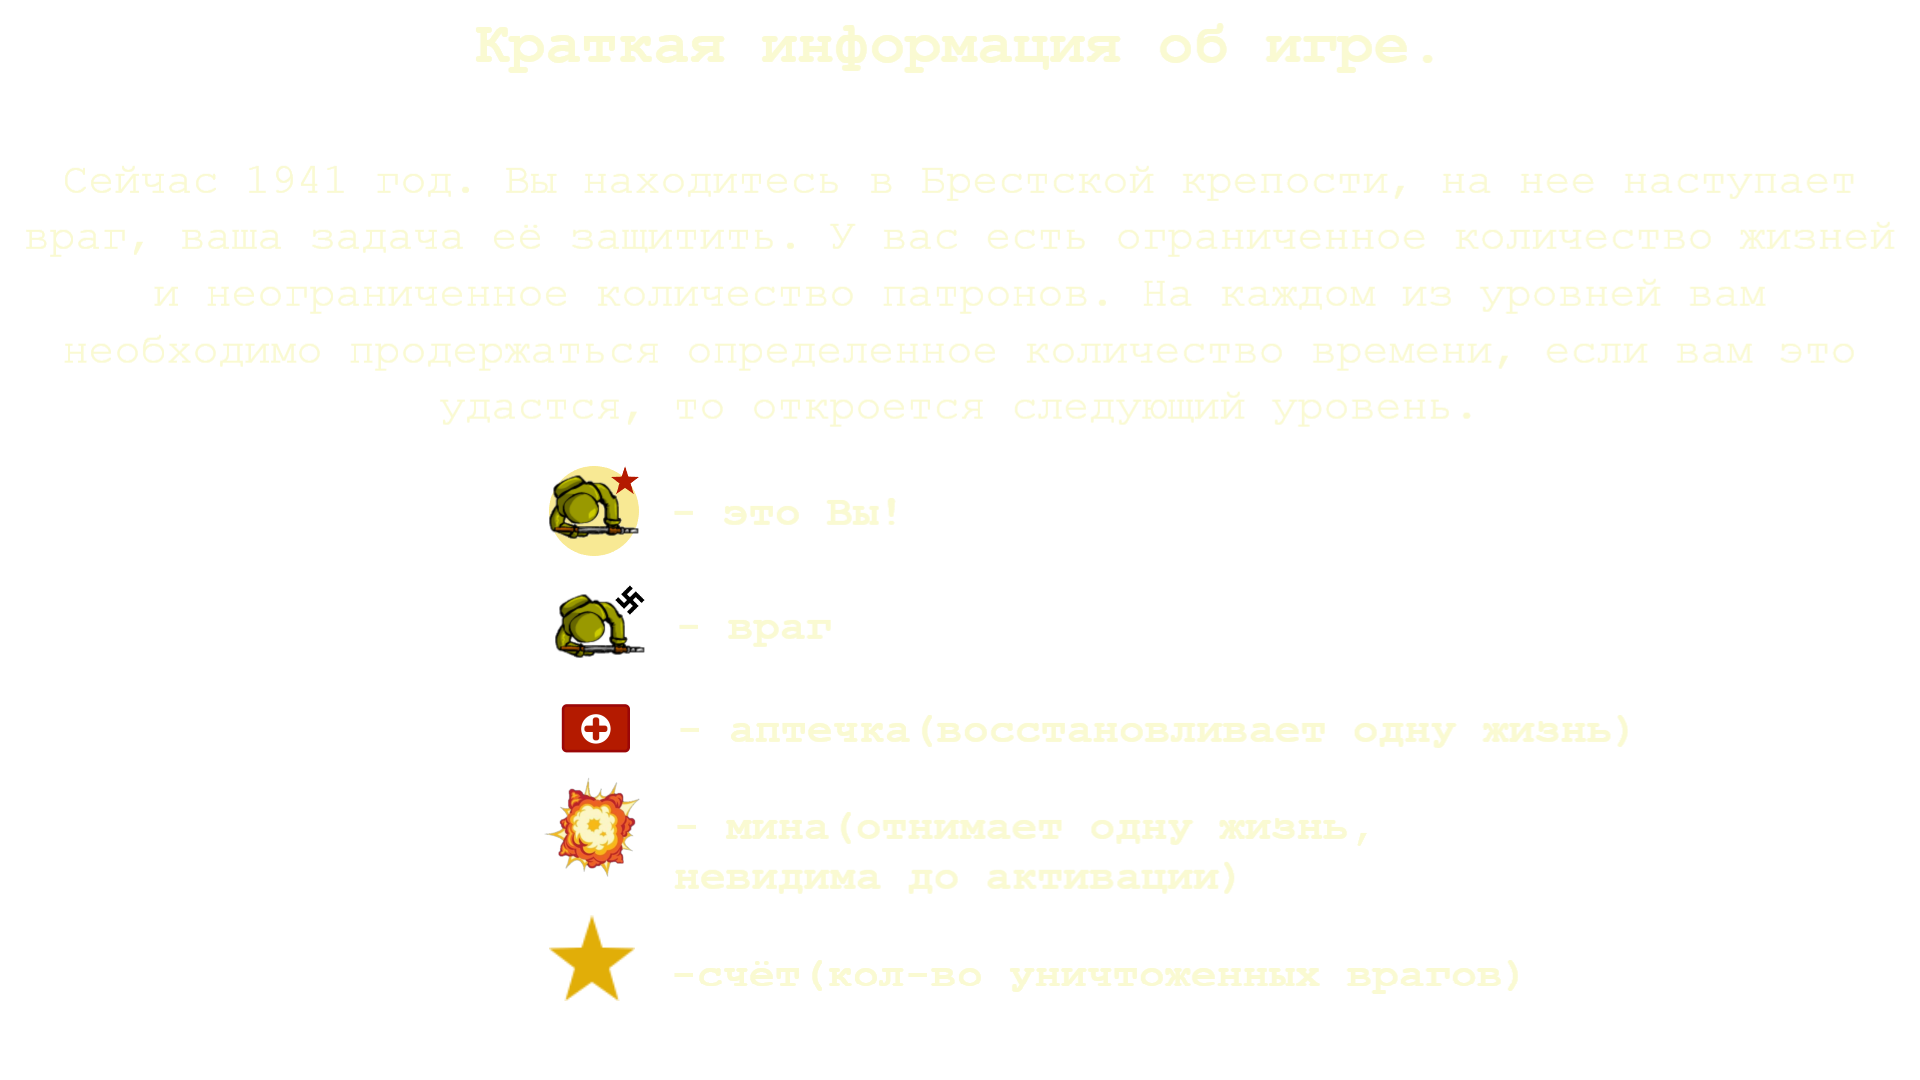 Краткая информация об игре.
Сейчас 1941 год. Вы находитесь в Брестской крепости, на нее наступает
враг, ваша задача её защитить. У вас есть ограниченное количество жизней
и неограниченное количество патронов. На каждом из уровней вам
необходимо продержаться определенное количество времени, если вам это
удастся, то откроется следующий уровень.
- это Вы!
- враг
- аптечка(восстановливает одну жизнь)
- мина(отнимает одну жизнь,
невидима до активации)
-счёт(кол-во уничтоженных врагов)